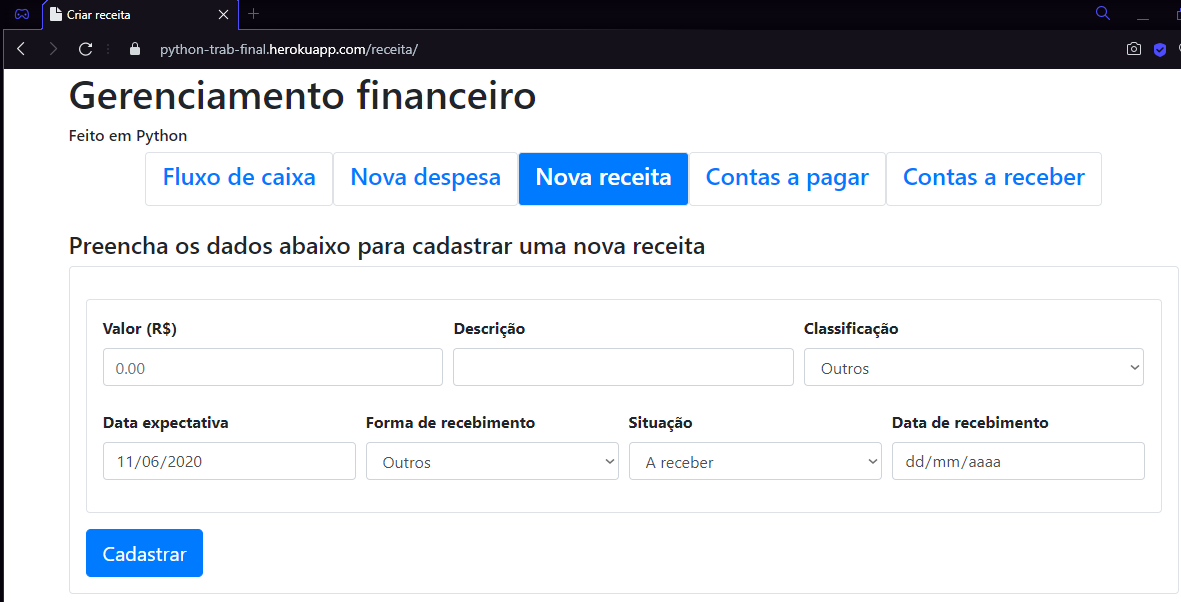 Criar receita
python-trab-final.herokuapp.com/receita/
Gerenciamento financeiro
Feito em Python
Fluxo de caixa Nova despesa Nova receita Contas a pagar Contas a receber
Preencha os dados abaixo para cadastrar uma nova receita
Valor (R$) Descrição Classificação
0.00 Outros
Data expectativa Forma de recebimento Situação Data de recebimento
11/06/2020 Outros A receber dd/mm/aaaa
Cadastrar